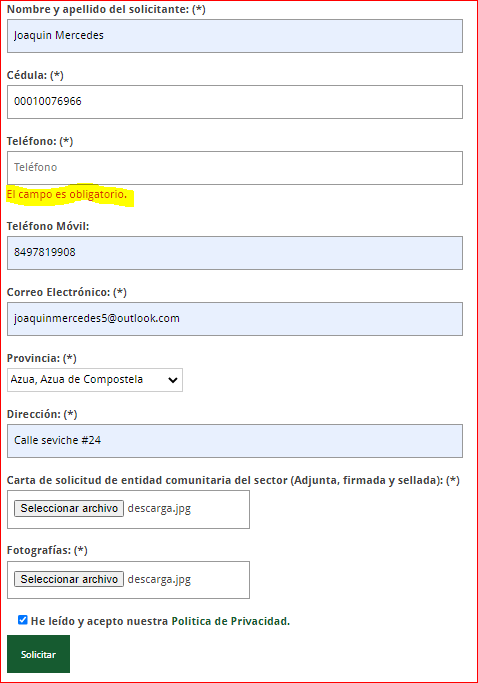 Nombre y apellido del solicitante: (*)
Joaquin Mercedes
Cédula: (*)
00010076966
Teléfono: (*)
Teléfono
El campo es obligatorio.
Teléfono Móvil:
8497819908
Correo Electrónico: (*)
joaquinmercedes5@outlook.com
Provincia: (*)
Azua, Azua de Compostela
Dirección: (*)
Calle seviche #24
Carta de solicitud de entidad comunitaria del sector (Adjunta, firmada y sellada): (*)
Seleccionar archivo descarga.jpg
Fotografías: (*)
Seleccionar archivo descarga.jpg
He leído y acepto nuestra Politica de Privacidad.
Solicitar